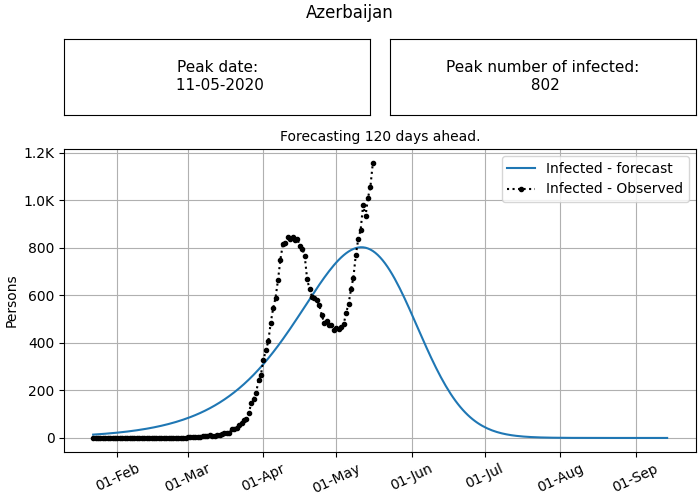 Azerbaijan
Peak date:
11-05-2020
Peak number of infected:
802
Forecasting 120 days ahead.
Infected - forecast
Infected - Observed
Persons
1.2K
1.0K
800
600
400
200
0
01-Feb
01-Mar
01-Apr
01-May
01-Jun
01-Jul
01-Aug
01-Sep